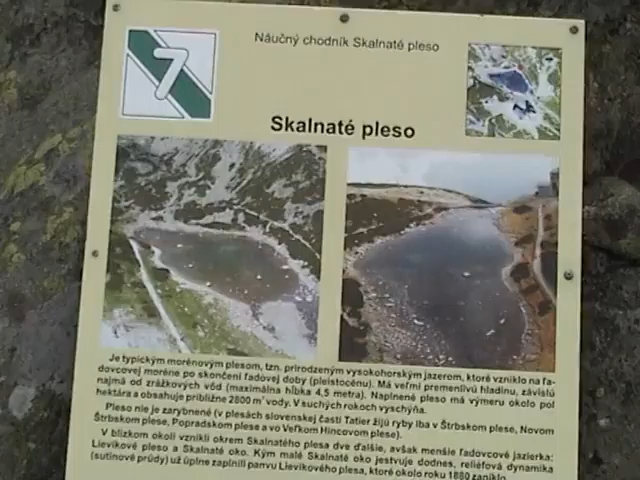 7
Náučný chodník Skalnaté pleso
Skalnaté pleso
Je typickým morénovým plesom, tzn. prirodzeným vysokohorským jazerom, ktoré vzniklo na ľa-
dovcovej moréne po skončení ľadovej doby (pleistocénu). Má veľmi premenlivú hladinu, závislú
najmä od zrážkových vôd (maximálna hĺbka 4,5 metra). Naplnené pleso má výmeru okolo pol
hektára a obsahuje približne 2800 m³ vody. V suchých rokoch vysychňa.
Pleso nie je zarybnené (v plesách slovenskej časti Tatier žijú ryby iba v Štrbskom plese, Novom
Štrbskom plese, Popradskom plese a vo Veľkom Hincovom plese).
V blízkom okolí vznikli okrem Skalnatého plesa dve ďalšie, avšak menšie ľadovcové jazierka:
Lievikové pleso a Skalnaté oko. Kým malé Skalnaté oko jestvuje dodnes, reliéfová dynamika
(sutinové prúdy) už úplne zaplnili panvu Lievikového plesa, ktoré okolo roku 1880 zaniklo